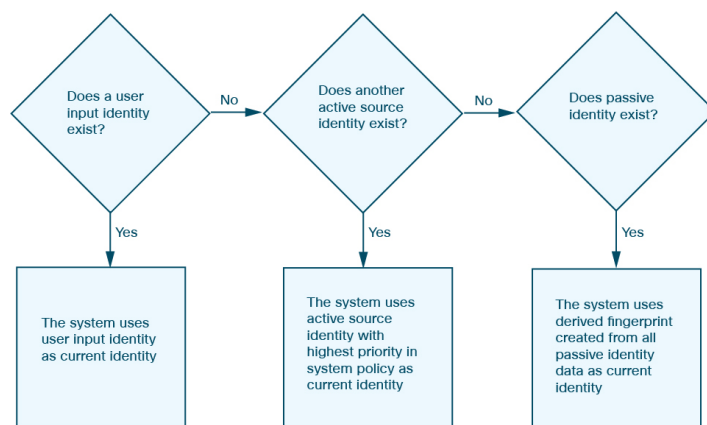 Does a user
input identity
exist?
No
Does another
active source
identity exist?
No
Does passive
identity exist?
Yes
Yes
Yes
The system uses
user input identity
as current identity
The system uses
active source
identity with
highest priority in
system policy as
current identity
The system uses
derived fingerprint
created from all
passive identity
data as current
identity